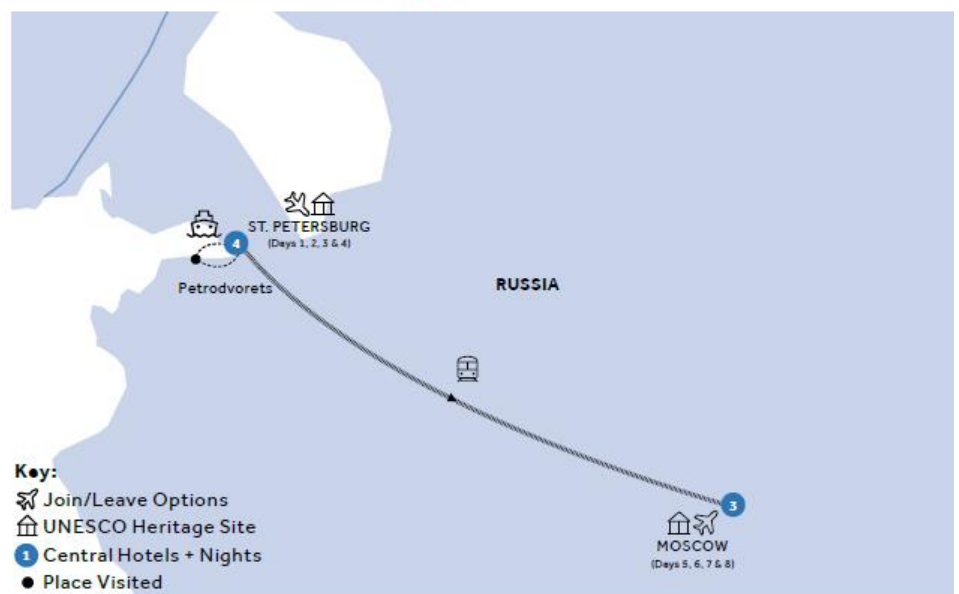 4
ST. PETERSBURG
(Days 1, 2, 3 & 4)
Petrodvorets
RUSSIA
3
MOSCOW
(Days 5, 6, 7 & 8)
Key:
Join/Leave Options
UNESCO Heritage Site
1 Central Hotels + Nights
Place Visited